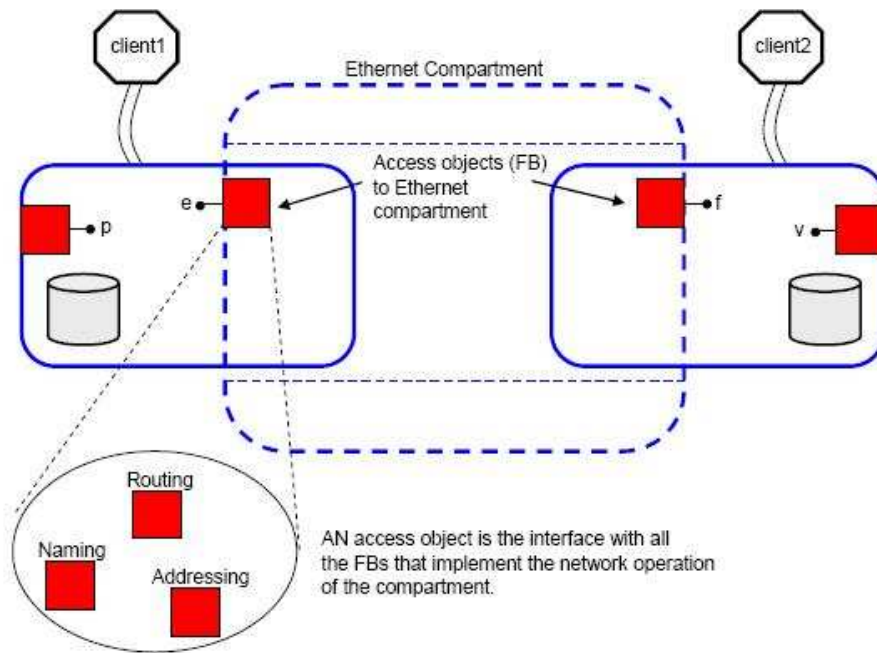 client1
client2
Ethernet Compartment
Access objects (FB)
to Ethernet
compartment
e
f
p
v
Routing
Naming
Addressing
AN access object is the interface with all
the FBs that implement the network operation
of the compartment.